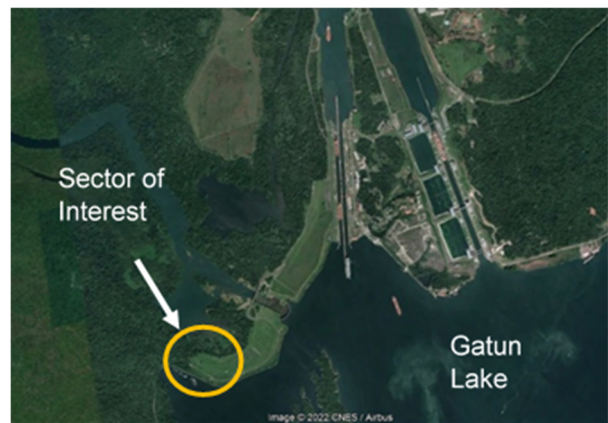 Sector of
Interest
Gatun
Lake
Image © 2022 CNES / Airbus